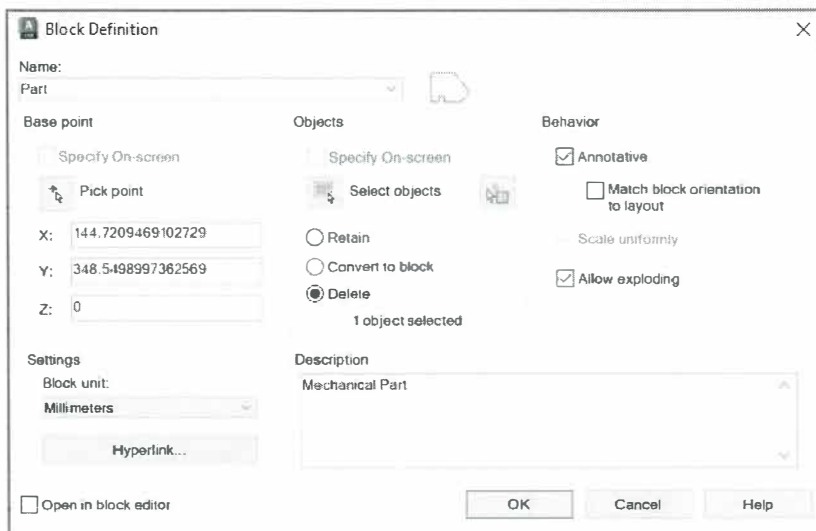 Block Definition
Name:
Part
Base point
Specify On-screen
Pick point
X: 144.7209469102729
Y: 348.5498997362569
Z: 0
Objects
Specify On-screen
Select objects
Retain
Convert to block
Delete
1 object selected
Behavior
Annotative
Match block orientation
to layout
Scale uniformly
Allow exploding
Settings
Block unit:
Millimeters
Hyperlink...
Description
Mechanical Part
Open in block editor
OK Cancel Help